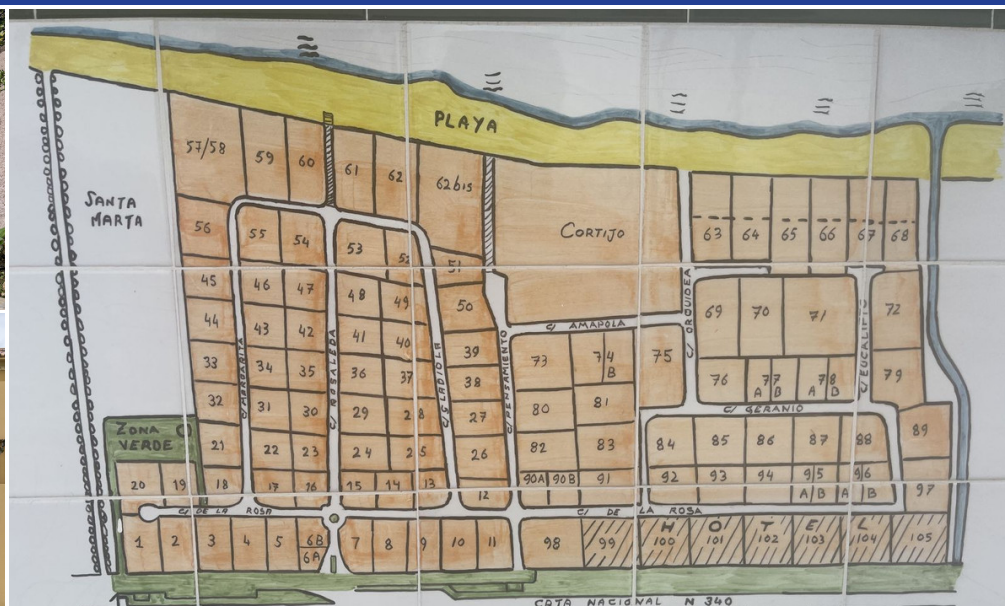 PLAYA
SANTA
MARTA
57/58 59 60 61 62 62bis
CORTIJO
63 64 65 66 67 68
56 55 54 53 52 51
45 46 47 48 49 50
69 70 71 72
44 43 42 41 40 39
C/ AMAPOLA
73 74 B 75
33 34 35 36 37 38
76 77 A B 78 A B 79
32 31 30 29 28 27
80 81
C/ MARGARITA
C/ ROSALEDA
C/ GLADIOLA
C/ PENSAMIENTO
C/ ORQUIDEA
C/ EUCALIPTO
C/ GERANIO
ZONA
VERDE
21 22 23 24 25 26
82 83 84 85 86 87 88 89
20 19 18 17 16 15 14 13 12
90A 90B 91 92 93 94 95 A B 96 A B 97
C/ DE LA ROSA
C/ DE LA ROSA
HOTEL
1 2 3 4 5 6B 6A 7 8 9 10 11 98 99 100 101 102 103 104 105
CRTA NACIONAL N 340